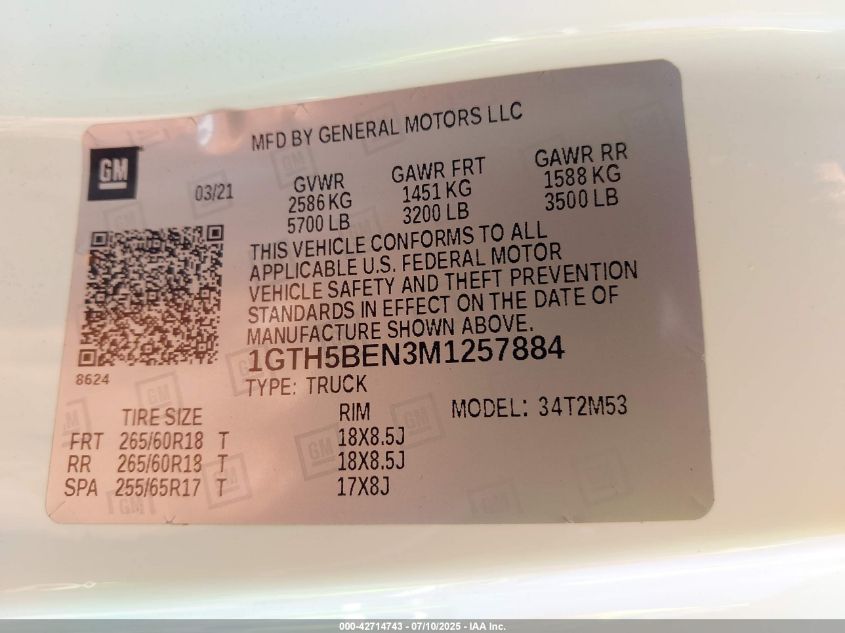 MFD BY GENERAL MOTORS LLC
GM
03/21
GVWR GAWR FRT GAWR RR
2586 KG 1451 KG 1588 KG
5700 LB 3200 LB 3500 LB
THIS VEHICLE CONFORMS TO ALL
APPLICABLE U.S. FEDERAL MOTOR
VEHICLE SAFETY AND THEFT PREVENTION
STANDARDS IN EFFECT ON THE DATE OF
MANUFACTURE SHOWN ABOVE.
8624
1GTH5BEN3M1257884
TYPE: TRUCK
TIRE SIZE RIM MODEL: 34T2M53
FRT 265/60R18 T 18X8.5J
RR 265/60R18 T 18X8.5J
SPA 255/65R17 T 17X8J
000-42714743 - 07/10/2025 - IAA Inc.